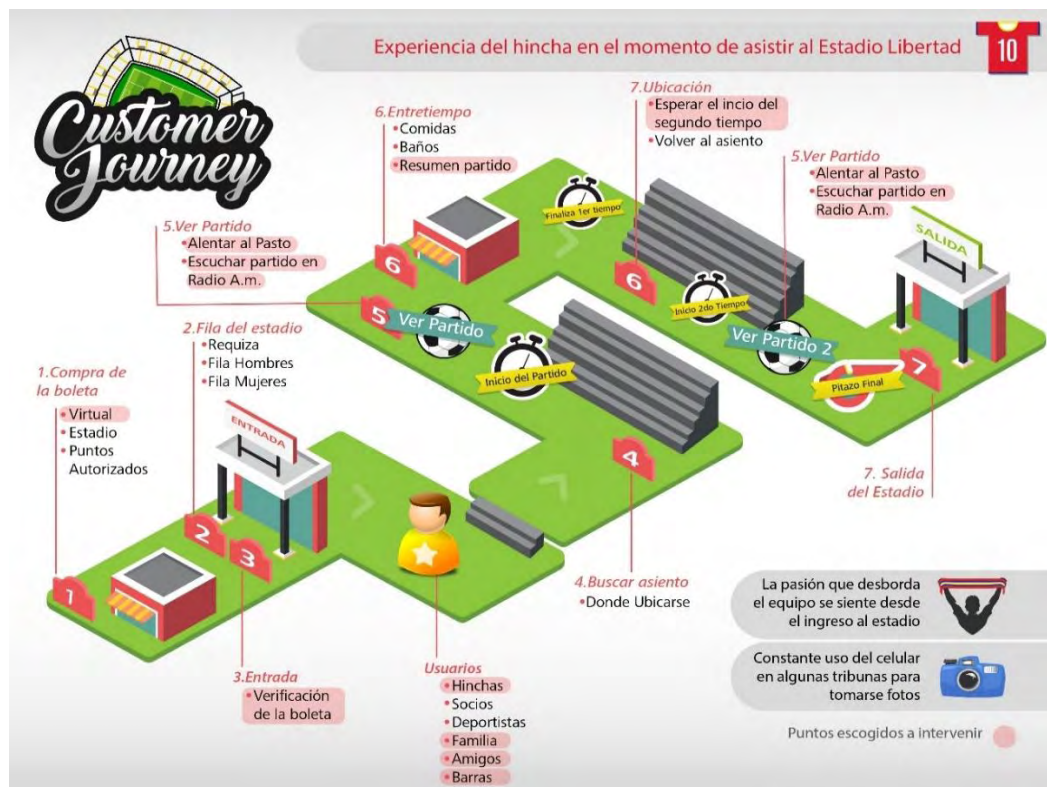 Customer
Journey
Experiencia del hincha en el momento de asistir al Estadio Libertad
10
1.Compra de
la boleta
•Virtual
•Estadio
•Puntos
Autorizados
2.Fila del estadio
•Requiza
•Fila Hombres
•Fila Mujeres
5.Ver Partido
•Alentar al Pasto
•Escuchar partido en
Radio A.m.
6.Entretiempo
•Comidas
•Baños
•Resumen partido
7.Ubicación
•Esperar el incio del
segundo tiempo
•Volver al asiento
5.Ver Partido
•Alentar al Pasto
•Escuchar partido en
Radio A.m.
Finaliza 1er tiempo
SALIDA
6
6
Inicio 2do Tiempo
5
Ver Partido
Ver Partido 2
Inicio del Partido
Pitazo Final
7
ENTRADA
4
7. Salida
del Estadio
2
3
1
4.Buscar asiento
•Donde Ubicarse
3.Entrada
•Verificación
de la boleta
Usuarios
•Hinchas
•Socios
•Deportistas
•Familia
•Amigos
•Barras
La pasión que desborda
el equipo se siente desde
el ingreso al estadio
Constante uso del celular
en algunas tribunas para
tomarse fotos
Puntos escogidos a intervenir